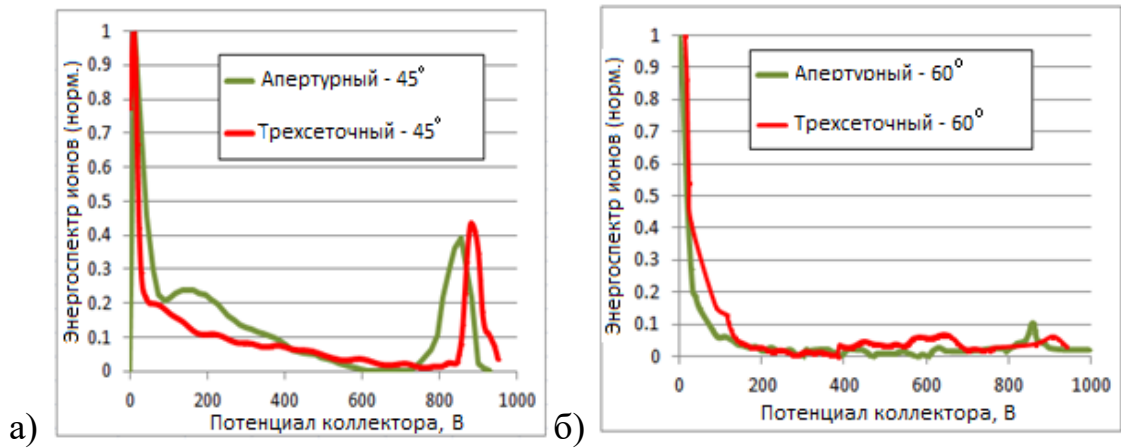 Энергоспектр ионов (норм.)
1
0.9
0.8
0.7
0.6
0.5
0.4
0.3
0.2
0.1
0
Апертурный - 45°
Трехсеточный - 45°
0 200 400 600 800 1000
Потенциал коллектора, В
а)
Энергоспектр ионов (норм.)
1
0.9
0.8
0.7
0.6
0.5
0.4
0.3
0.2
0.1
0
Апертурный - 60°
Трехсеточный - 60°
0 200 400 600 800 1000
Потенциал коллектора, В
б)